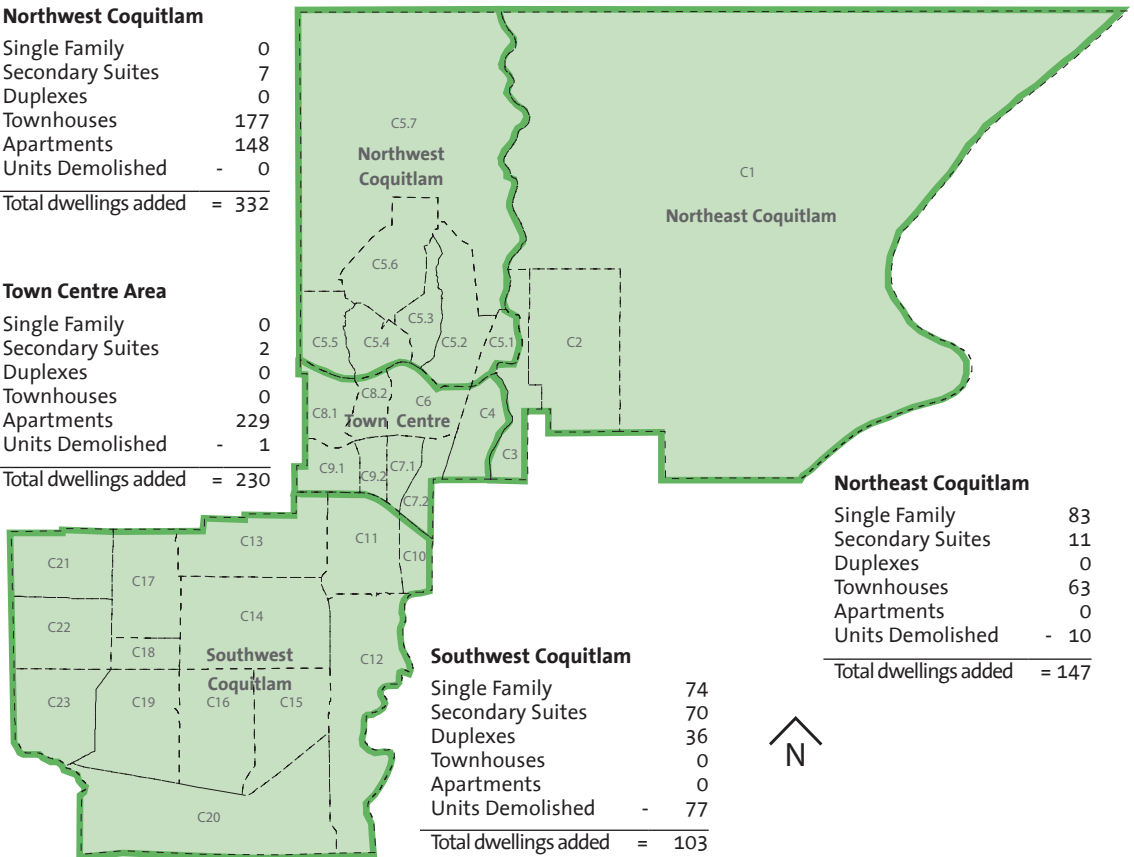 Northwest Coquitlam
Single Family 0
Secondary Suites 7
Duplexes 0
Townhouses 177
Apartments 148
Units Demolished - 0
Total dwellings added = 332
Town Centre Area
Single Family 0
Secondary Suites 2
Duplexes 0
Townhouses 0
Apartments 229
Units Demolished - 1
Total dwellings added = 230
C5.7
Northwest
Coquitlam
C1
Northeast Coquitlam
C5.6
C5.3
C5.5
C5.4
C5.2
C5.1
C2
C8.2
C6
C8.1
C4
Town Centre
C3
C9.1
C9.2
C7.1
C7.2
C13
C11
C10
C21
C17
C14
C22
C18
Southwest
Coquitlam
C12
C23
C19
C16
C15
C20
Northeast Coquitlam
Single Family 83
Secondary Suites 11
Duplexes 0
Townhouses 63
Apartments 0
Units Demolished - 10
Total dwellings added = 147
Southwest Coquitlam
Single Family 74
Secondary Suites 70
Duplexes 36
Townhouses 0
Apartments 0
Units Demolished - 77
Total dwellings added = 103
N